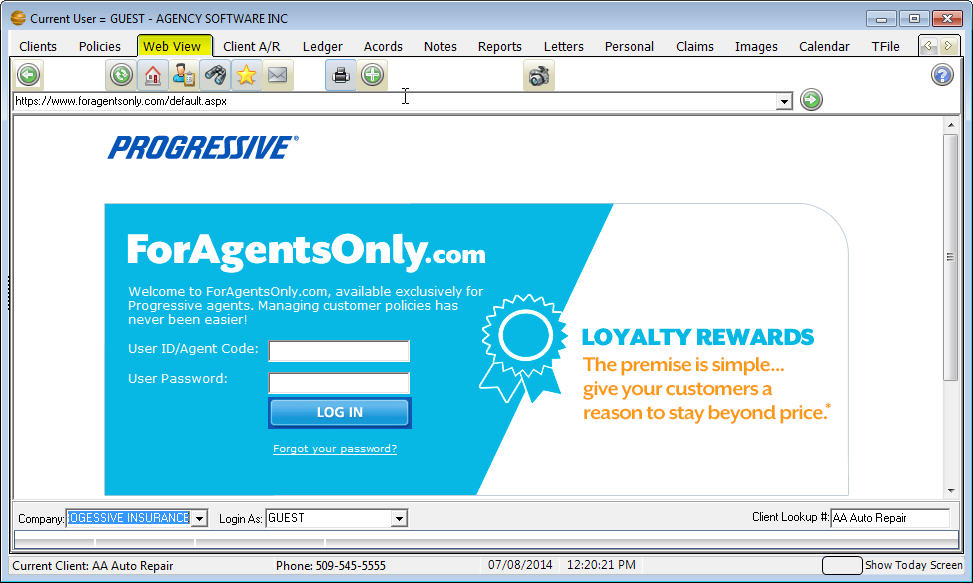 Current User = GUEST - AGENCY SOFTWARE INC
Clients Policies Web View Client A/R Ledger Acords Notes Reports Letters Personal Claims Images Calendar TFile
https://www.foragentsonly.com/default.aspx
PROGRESSIVE®
ForAgentsOnly.com
Welcome to ForAgentsOnly.com, available exclusively for
Progressive agents. Managing customer policies has
never been easier!
User ID/Agent Code:
User Password:
LOG IN
Forgot your password?
LOYALTY REWARDS
The premise is simple...
give your customers a
reason to stay beyond price.*
Company: OGESSIVE INSURANCE Login As: GUEST Client Lookup #: AA Auto Repair
Current Client: AA Auto Repair Phone: 509-545-5555 07/08/2014 12:20:21 PM Show Today Screen